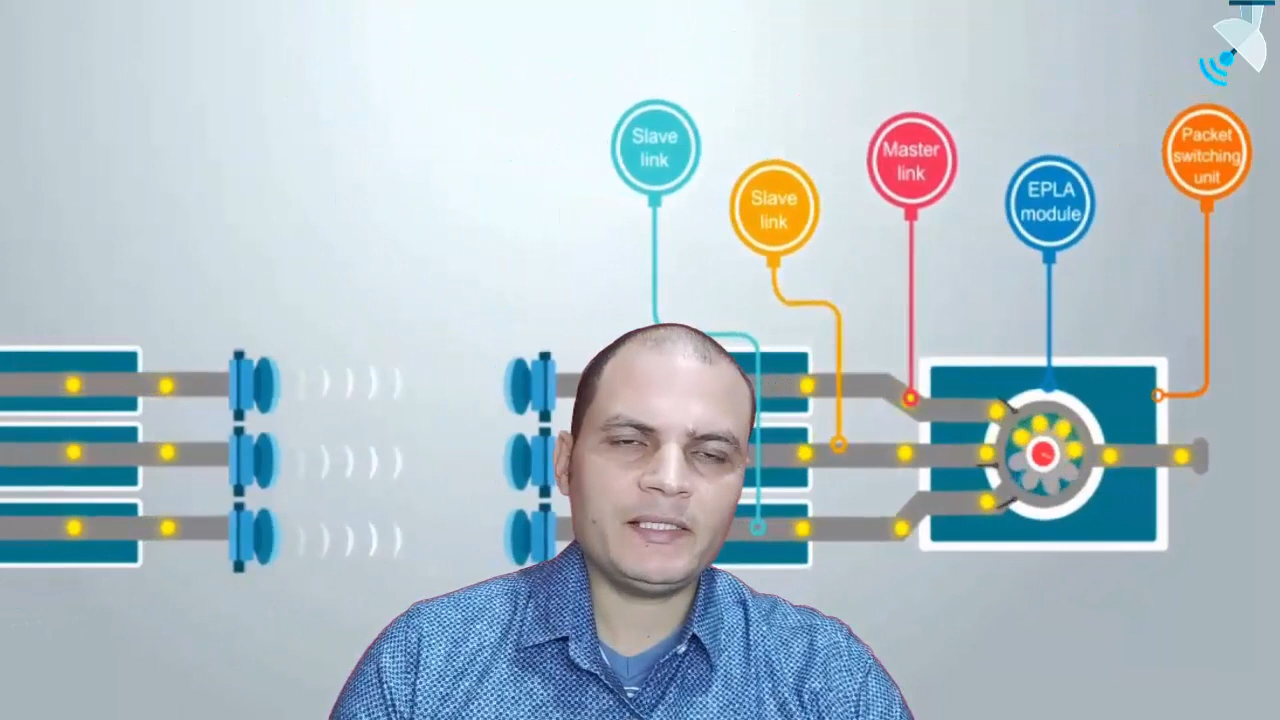 Slave
link
Slave
link
Master
link
EPLA
module
Packet
switching
unit